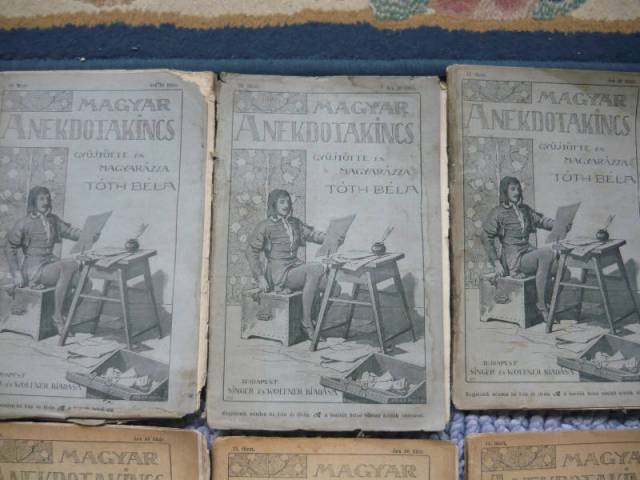 MAGYAR
ANEKDOTAKINCS
GYŰJTÖTTE ÉS
MAGYARÁZZA
TÓTH BÉLA
BUDAPEST
SINGER ÉS WOLFNER KIADÁSA
MAGYAR
ANEKDOTAKINCS
GYŰJTÖTTE ÉS
MAGYARÁZZA
TÓTH BÉLA
BUDAPEST
SINGER ÉS WOLFNER KIADÁSA
MAGYAR
ANEKDOTAKINCS
GYŰJTÖTTE ÉS
MAGYARÁZZA
TÓTH BÉLA
BUDAPEST
SINGER ÉS WOLFNER KIADÁSA
MAGYAR
ANEKDOTAKINCS
MAGYAR
MAGYAR